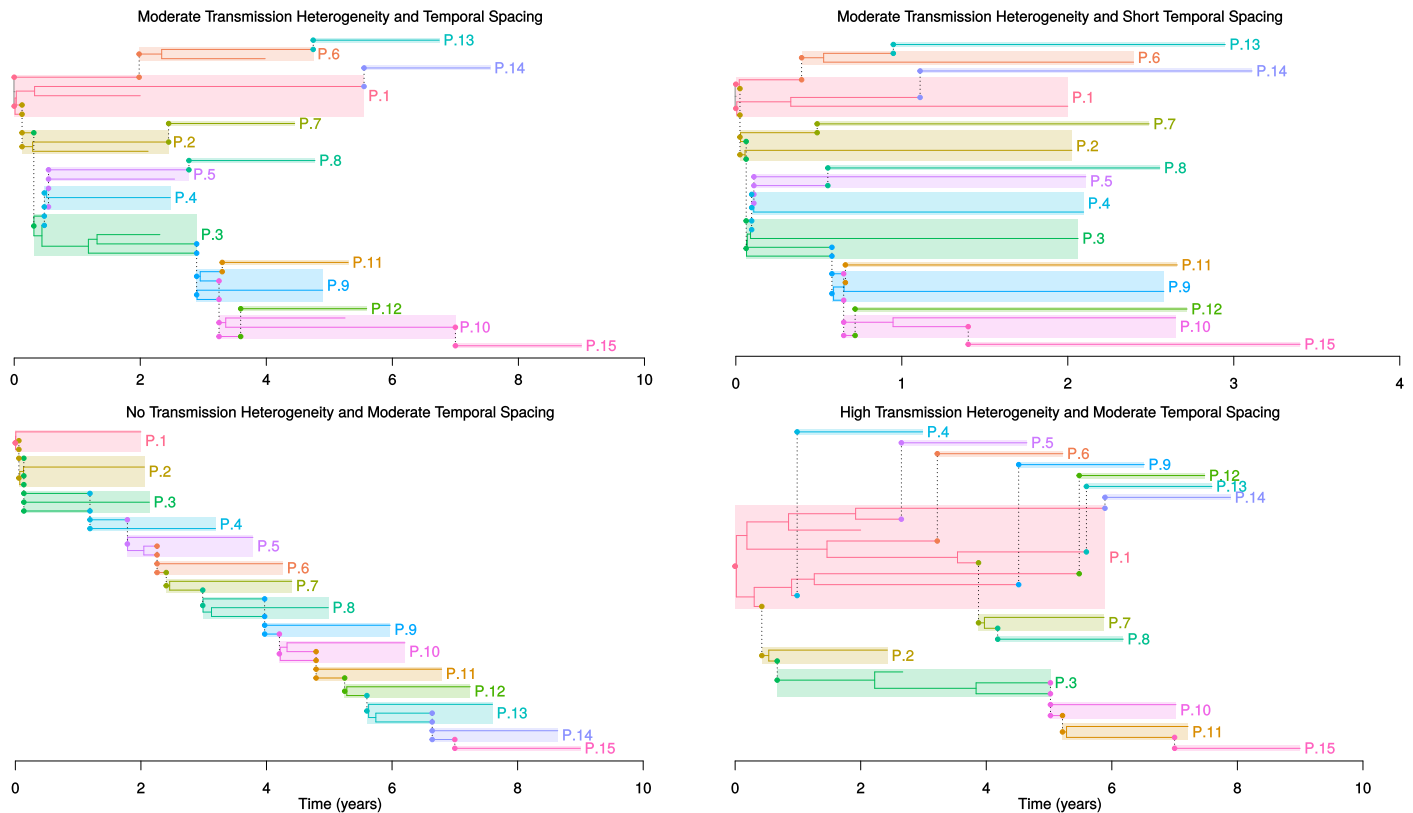 Moderate Transmission Heterogeneity and Temporal Spacing
P.13
P.6
P.14
P.1
P.7
P.2
P.8
P.5
P.4
P.3
P.11
P.9
P.12
P.10
P.15
0 2 4 6 8 10
Moderate Transmission Heterogeneity and Short Temporal Spacing
P.13
P.6
P.14
P.1
P.7
P.2
P.8
P.5
P.4
P.3
P.11
P.9
P.12
P.10
P.15
0 1 2 3 4
No Transmission Heterogeneity and Moderate Temporal Spacing
P.1
P.2
P.3
P.4
P.5
P.6
P.7
P.8
P.9
P.10
P.11
P.12
P.13
P.14
P.15
0 2 4 6 8 10
Time (years)
High Transmission Heterogeneity and Moderate Temporal Spacing
P.4
P.5
P.6
P.9
P.12
P.13
P.14
P.1
P.7
P.8
P.2
P.3
P.10
P.11
P.15
0 2 4 6 8 10
Time (years)